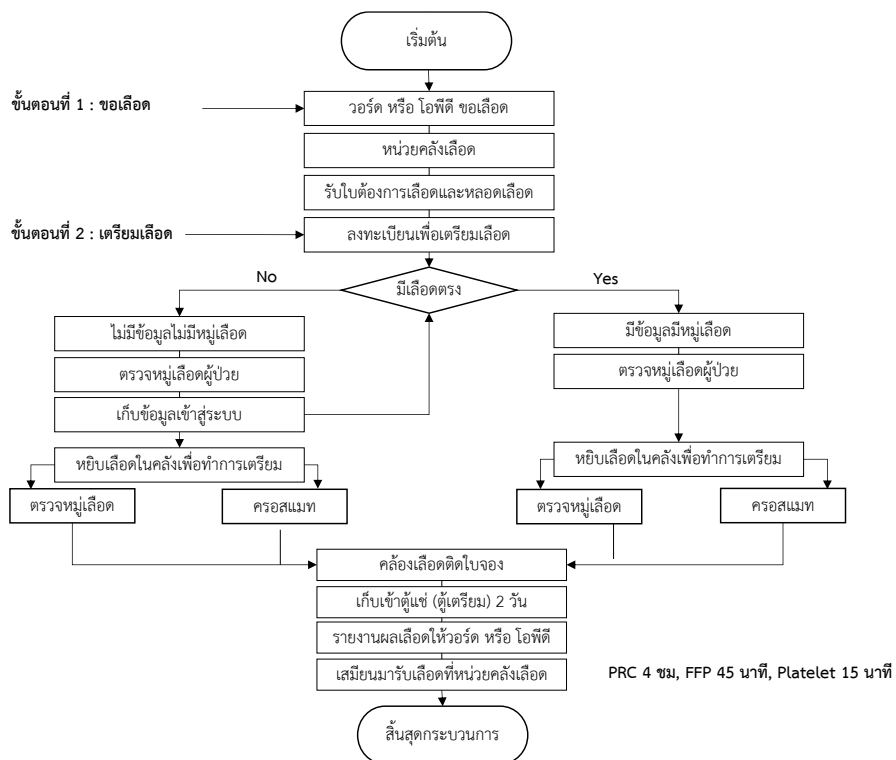 เริ่มต้น
ขั้นตอนที่ 1 : ขอเลือด
วอร์ด หรือ โอพีดี ขอเลือด
หน่วยคลังเลือด
รับใบต้องการเลือดและหลอดเลือด
ขั้นตอนที่ 2 : เตรียมเลือด
ลงทะเบียนเพื่อเตรียมเลือด
No
มีเลือดตรง
Yes
ไม่มีข้อมูลไม่มีหมู่เลือด
มีข้อมูลมีหมู่เลือด
ตรวจหมู่เลือดผู้ป่วย
ตรวจหมู่เลือดผู้ป่วย
เก็บข้อมูลเข้าสู่ระบบ
หยิบเลือดในคลังเพื่อทำการเตรียม
หยิบเลือดในคลังเพื่อทำการเตรียม
ตรวจหมู่เลือด
ครอสแมท
ตรวจหมู่เลือด
ครอสแมท
คล้องเลือดติดใบจอง
เก็บเข้าตู้แช่ (ตู้เตรียม) 2 วัน
รายงานผลเลือดให้วอร์ด หรือ โอพีดี
เสมียนมารับเลือดที่หน่วยคลังเลือด
PRC 4 ชม, FFP 45 นาที, Platelet 15 นาที
สิ้นสุดกระบวนการ